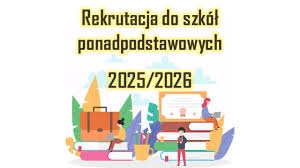 Rekrutacja do szkół
ponadpodstawowych
2025/2026